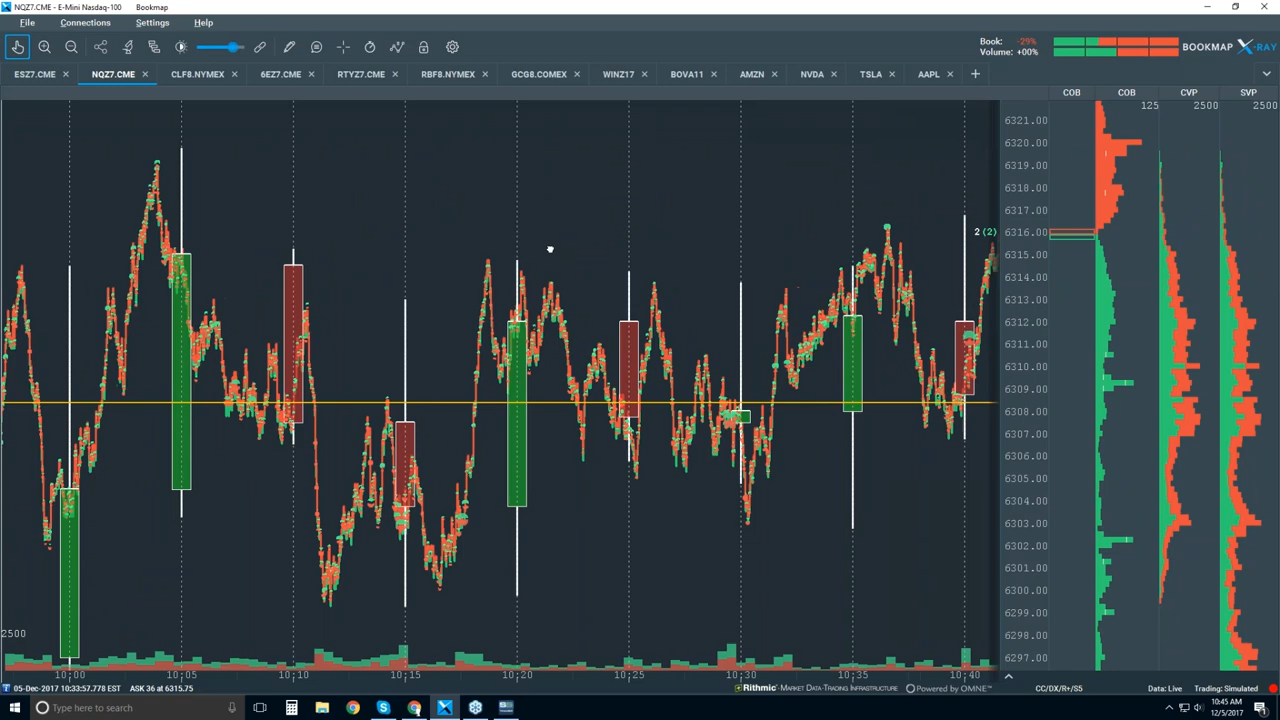 NQZ7.CME - E-Mini Nasdaq-100 Bookmap
File Connections Settings Help
Book: -29%
Volume: +00%
BOOKMAP X-RAY
ESZ7.CME NQZ7.CME CLF8.NYMEX 6EZ7.CME RTYZ7.CME RBF8.NYMEX GCG8.COMEX WINZ17 BOVA11 AMZN NVDA TSLA AAPL
COB COB CVP SVP
125 2500 2500
6321.00
6320.00
6319.00
6318.00
6317.00
2 (2) 6316.00
6315.00
6314.00
6313.00
6312.00
6311.00
6310.00
6309.00
6308.00
6307.00
6306.00
6305.00
6304.00
6303.00
6302.00
6301.00
6300.00
6299.00
2500 6298.00
6297.00
10:00 10:05 10:10 10:15 10:20 10:25 10:30 10:35 10:40
05-Dec-2017 10:33:57.778 EST ASK 36 at 6315.75 Rithmic - MARKET DATA-TRADING INFRASTRUCTURE Powered by OMNE™ CC/DX/R+/S5 Data: Live Trading: Simulated
Type here to search
10:45 AM
12/5/2017
1